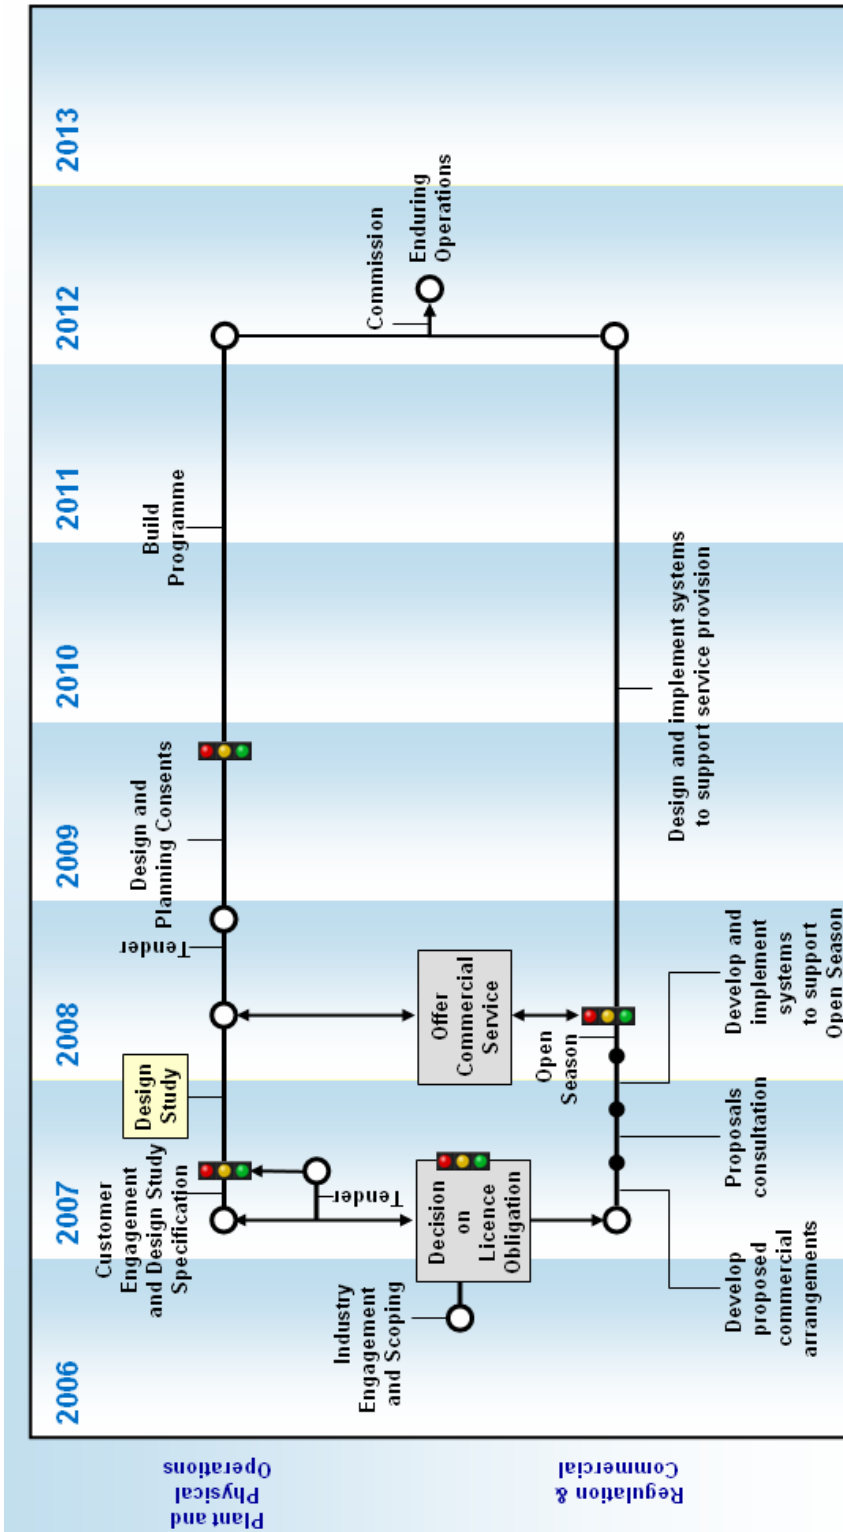 2006
2007
2008
2009
2010
2011
2012
2013
Plant and
Physical
Operations
Customer
Engagement
and Design Study
Specification
Design
Study
Tender
Design and
Planning Consents
Build
Programme
Tender
Industry
Engagement
and Scoping
Decision
on
Licence
Obligation
Offer
Commercial
Service
Commission
Enduring
Operations
Regulation &
Commercial
Open
Season
Develop
proposed
commercial
arrangements
Proposals
consultation
Develop and
implement
systems
to support
Open Season
Design and implement systems
to support service provision